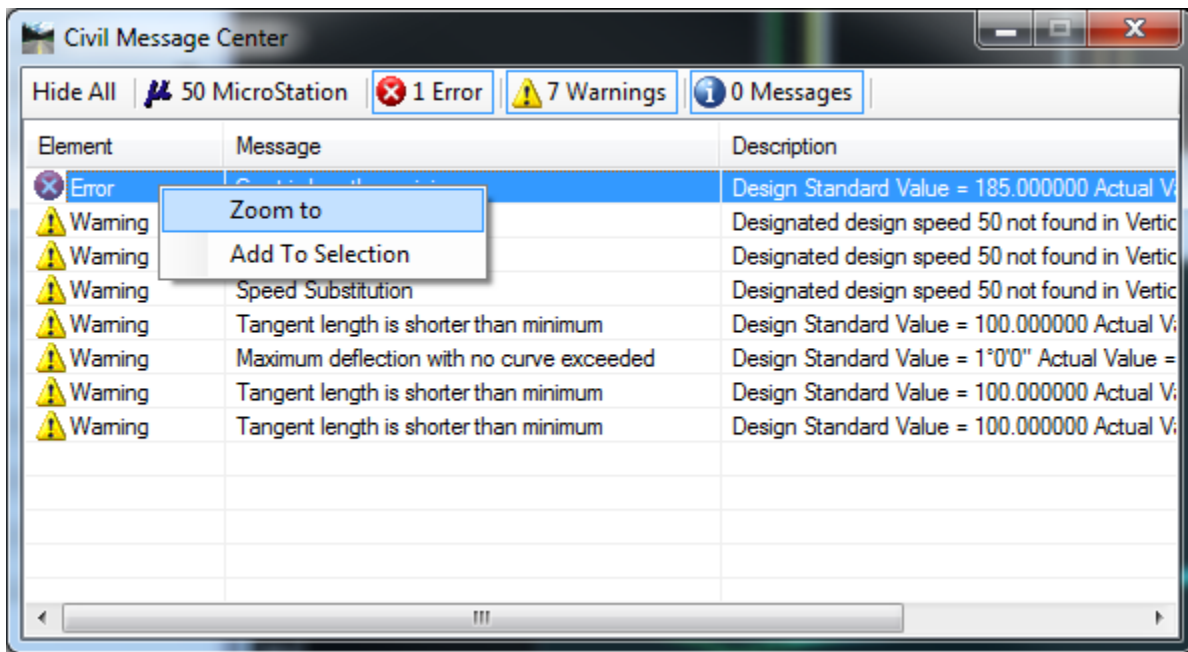 Civil Message Center
Hide All µ 50 MicroStation 1 Error 7 Warnings 0 Messages
Element Message Description
Error Design Standard Value = 185.000000 Actual
Zoom to
Warning Designated design speed 50 not found in
Warning Designated design speed 50 not found in
Add To Selection
Warning Speed Substitution Designated design speed 50 not found in
Warning Tangent length is shorter than minimum Design Standard Value = 100.000000 Actual
Warning Maximum deflection with no curve exceeded Design Standard Value = 1°0'0" Actual Value =
Warning Tangent length is shorter than minimum Design Standard Value = 100.000000 Actual
Warning Tangent length is shorter than minimum Design Standard Value = 100.000000 Actual